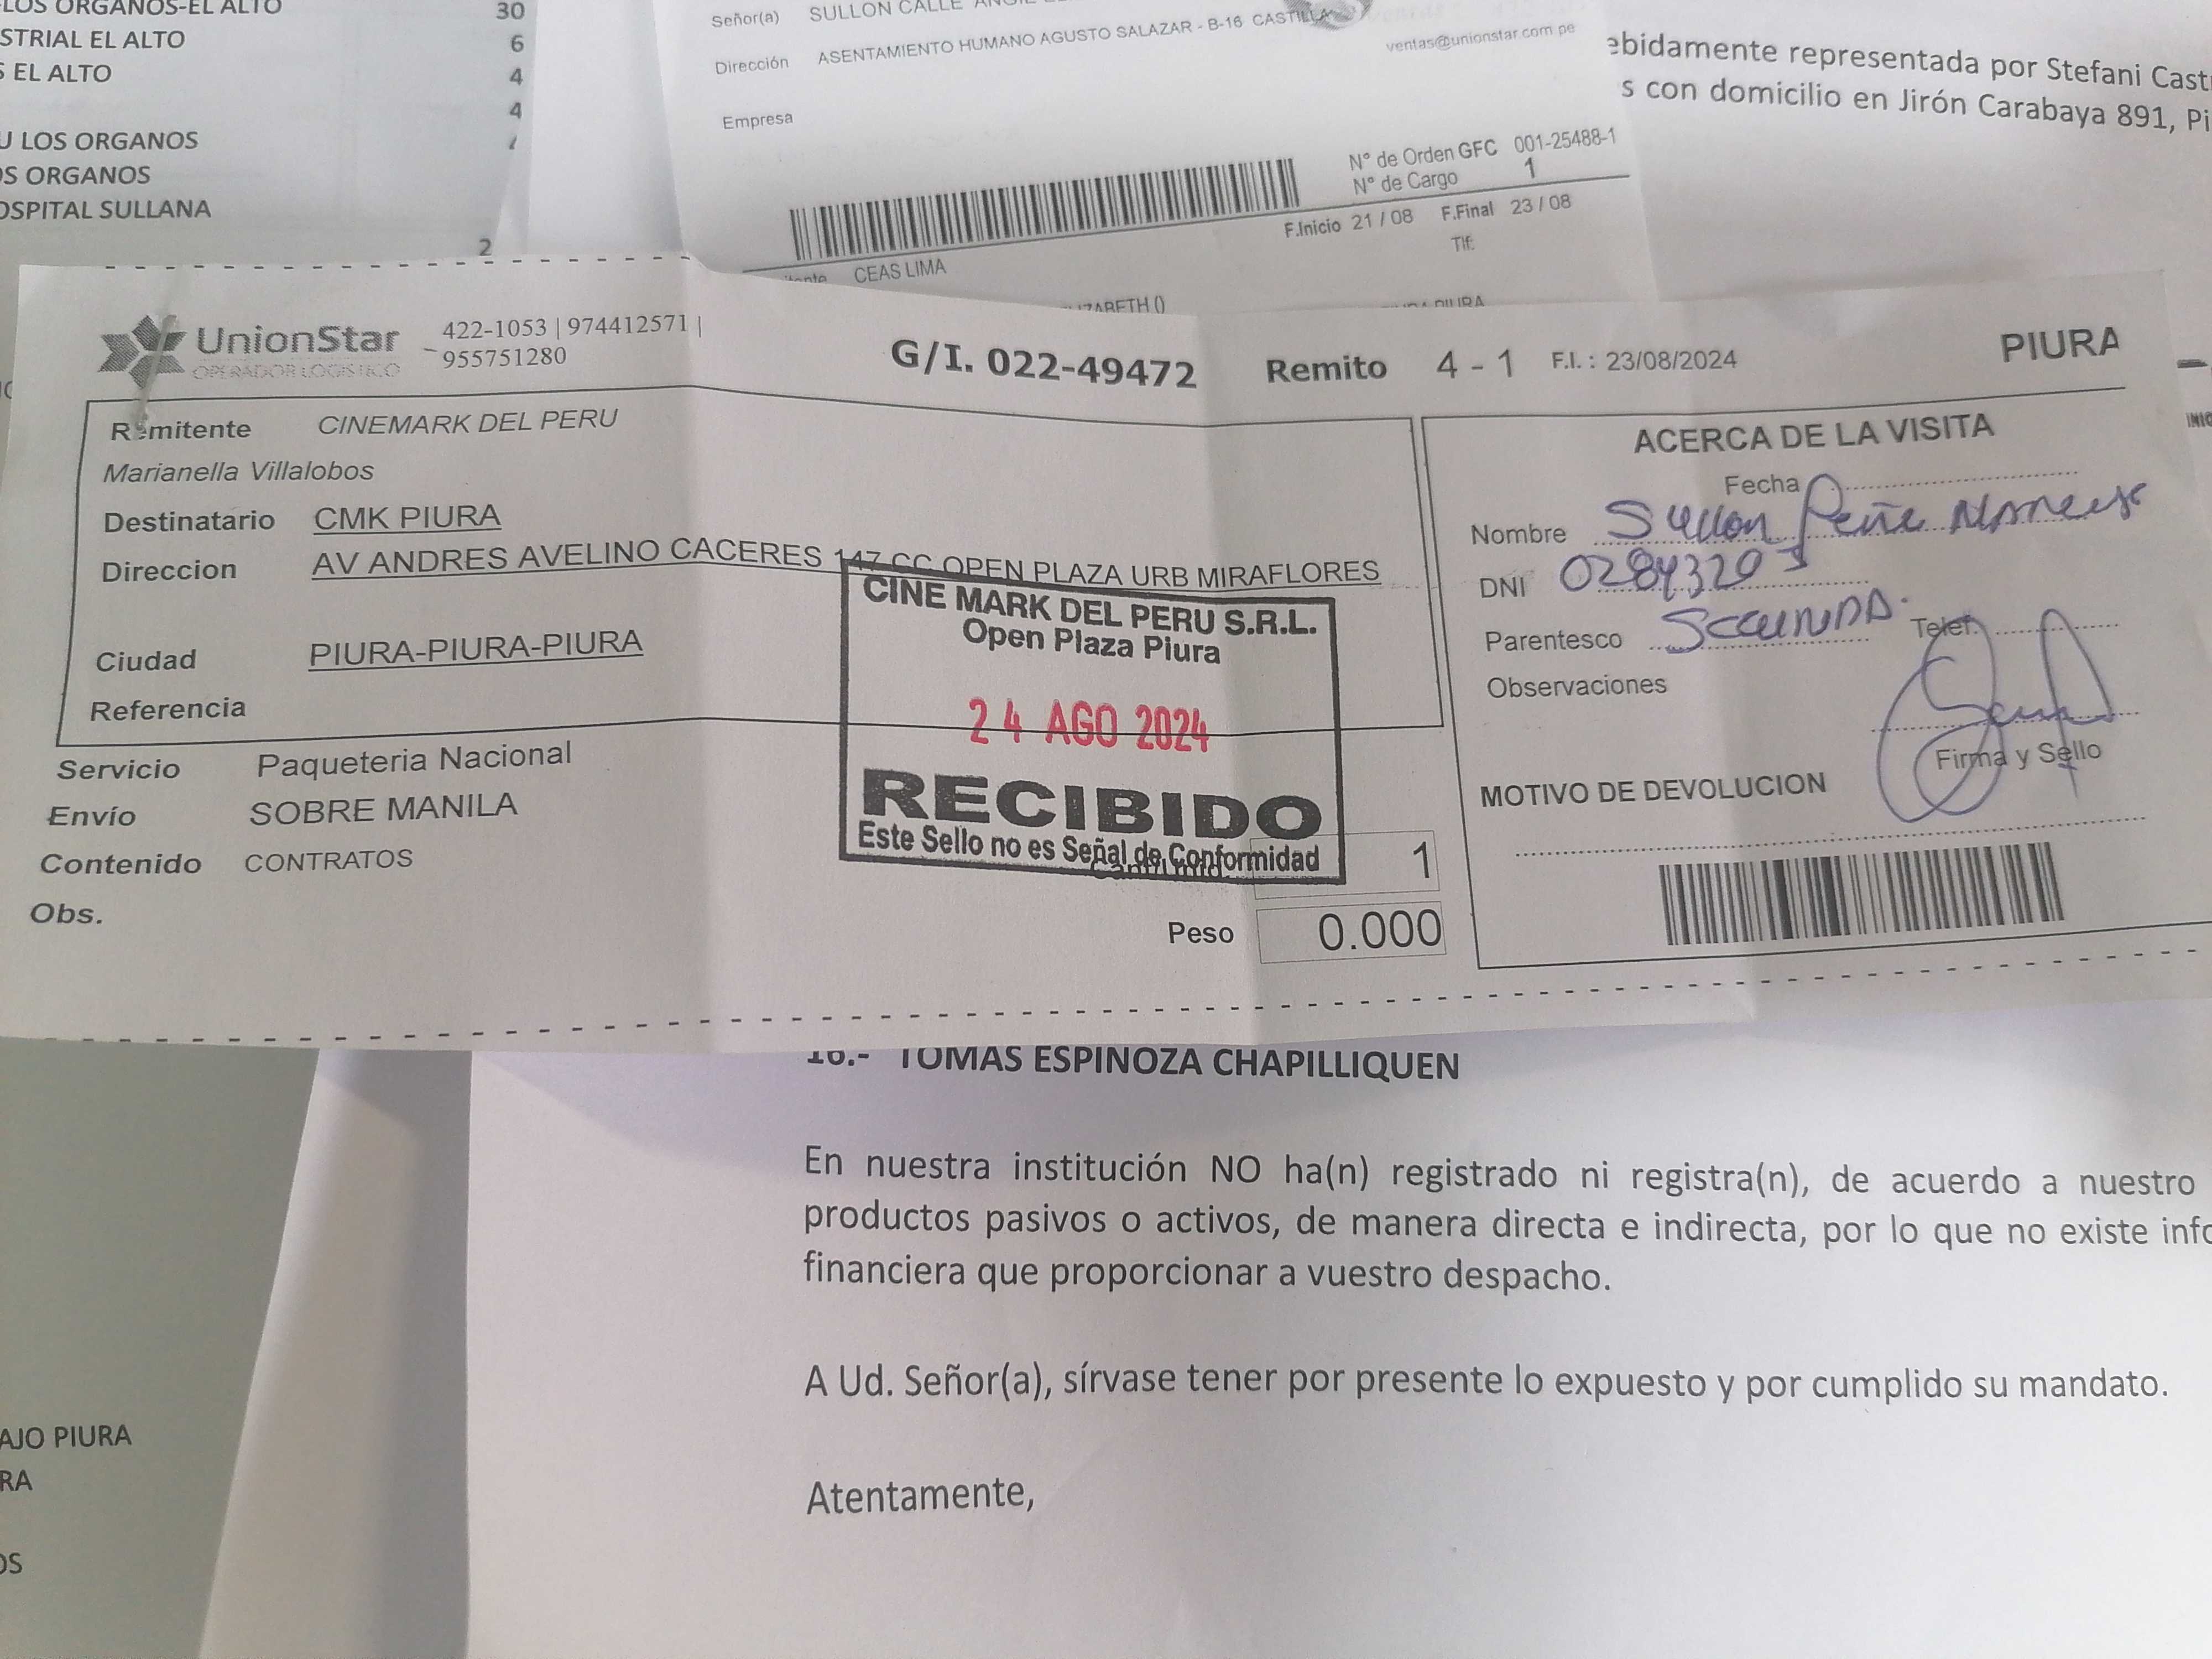 LOS ORGANOS-EL ALTO 30
STRIAL EL ALTO 6
EL ALTO 4
4
U LOS ORGANOS
OS ORGANOS
OSPITAL SULLANA
2
Señor(a) SULLON CALLE
Dirección ASENTAMIENTO HUMANO AGUSTO SALAZAR - B-16 CASTILLA
ventas@unionstar.com.pe
Empresa
N° de Orden GFC 001-25488-1
N° de Cargo 1
F.Inicio 21 / 08 F.Final 23 / 08
Tlf:
CEAS LIMA
ZABETH ()
PIURA
ebidamente representada por Stefani Cast
s con domicilio en Jirón Carabaya 891, Pi
UnionStar
OPERADOR LOGISTICO
422-1053 | 974412571 |
955751280
G/I. 022-49472 Remito 4 - 1 F.I. : 23/08/2024 PIURA
Remitente CINEMARK DEL PERU
Marianella Villalobos
Destinatario CMK PIURA
Direccion AV ANDRES AVELINO CACERES 147 CC OPEN PLAZA URB MIRAFLORES
Ciudad PIURA-PIURA-PIURA
Referencia
Servicio Paqueteria Nacional
Envío SOBRE MANILA
Contenido CONTRATOS
Obs.
CINE MARK DEL PERU S.R.L.
Open Plaza Piura
24 AGO 2024
RECIBIDO
Este Sello no es Señal de Conformidad
1
Peso 0.000
ACERCA DE LA VISITA
Fecha
Nombre Sullon Peña
DNI 02843203
Parentesco Telef.
Observaciones
Firma y Sello
MOTIVO DE DEVOLUCION
16.- TOMAS ESPINOZA CHAPILLIQUEN
En nuestra institución NO ha(n) registrado ni registra(n), de acuerdo a nuestro
productos pasivos o activos, de manera directa e indirecta, por lo que no existe info
financiera que proporcionar a vuestro despacho.
A Ud. Señor(a), sírvase tener por presente lo expuesto y por cumplido su mandato.
Atentamente,
AJO PIURA
RA
OS